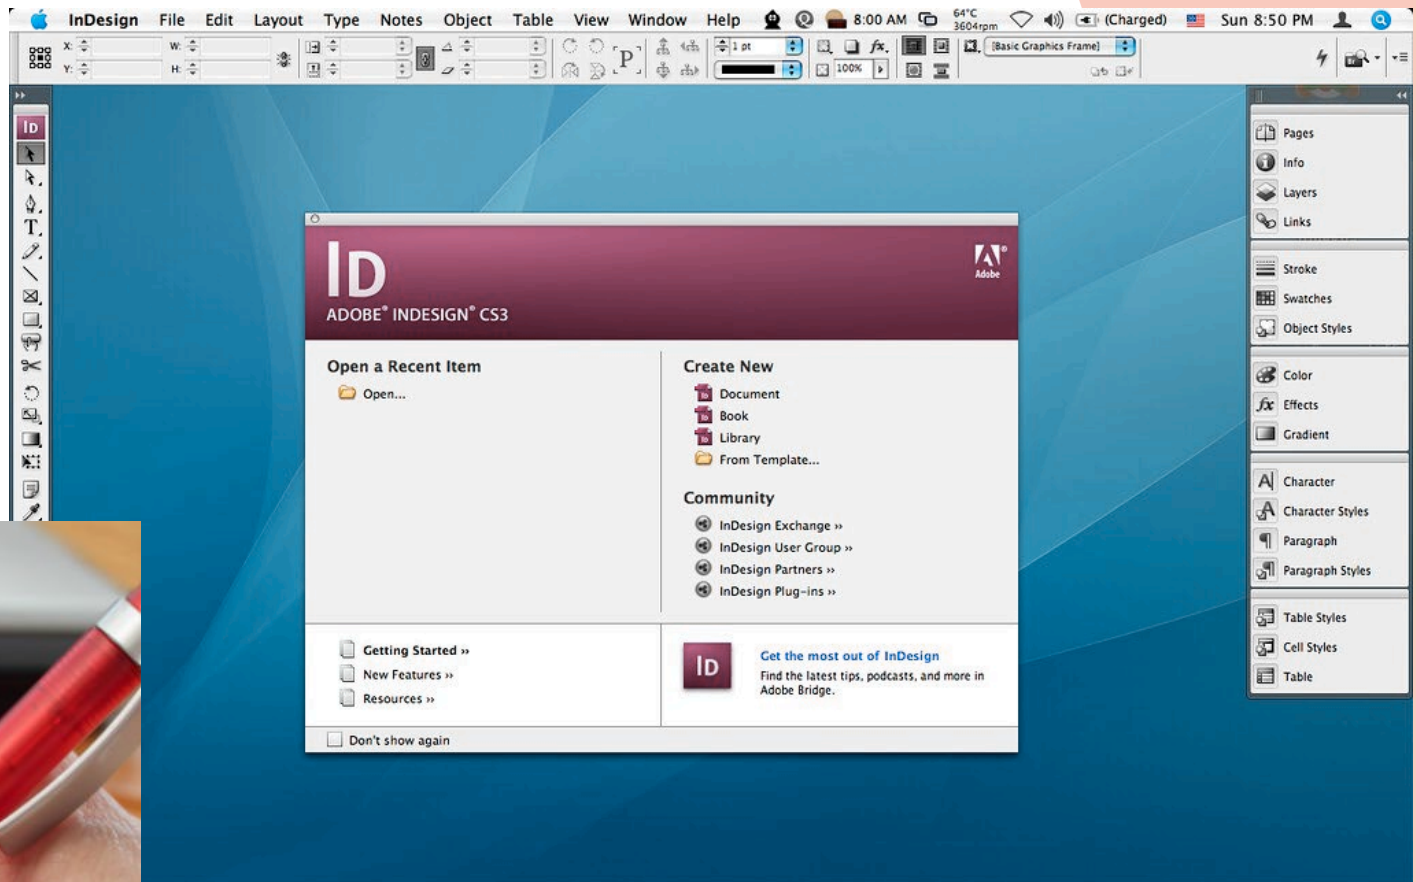 InDesign File Edit Layout Type Notes Object Table View Window Help 8:00 AM 64°C 3604rpm (Charged) Sun 8:50 PM
X: W: 1 pt [Basic Graphics Frame]
Y: H: P 100%
ID
T
ID
ADOBE® INDESIGN® CS3
Adobe
Open a Recent Item
Open...
Create New
Document
Book
Library
From Template...
Community
InDesign Exchange »
InDesign User Group »
InDesign Partners »
InDesign Plug-ins »
Getting Started »
New Features »
Resources »
ID
Get the most out of InDesign
Find the latest tips, podcasts, and more in
Adobe Bridge.
Don't show again
Pages
Info
Layers
Links
Stroke
Swatches
Object Styles
Color
fx Effects
Gradient
Character
Character Styles
Paragraph
Paragraph Styles
Table Styles
Cell Styles
Table